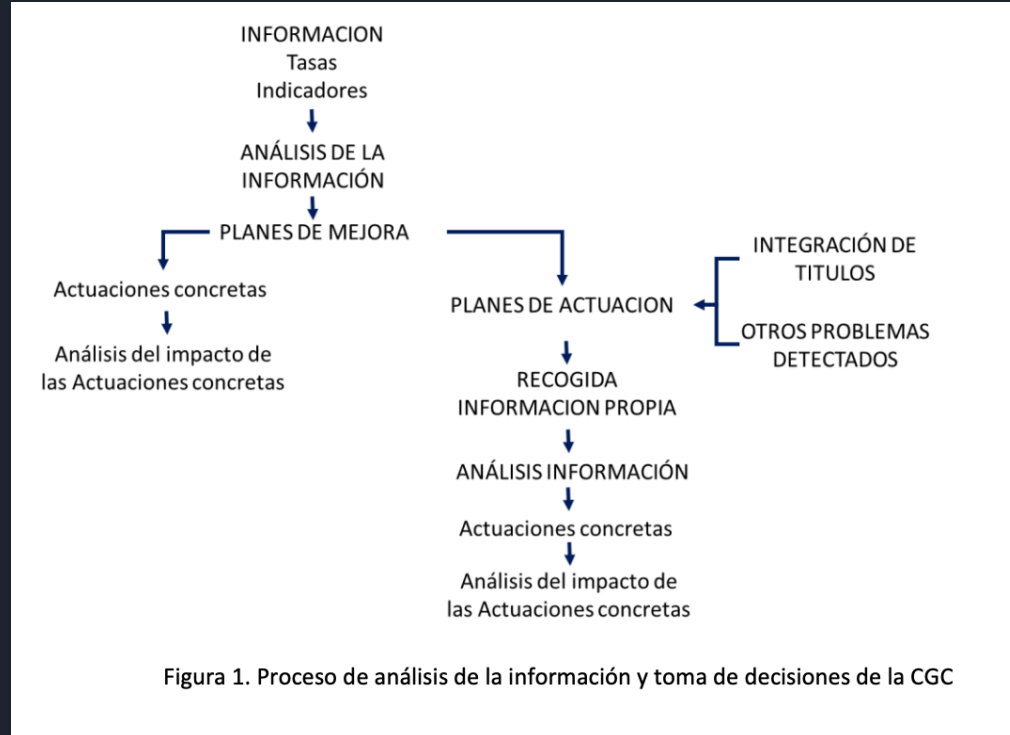 INFORMACION
Tasas
Indicadores
ANÁLISIS DE LA
INFORMACIÓN
PLANES DE MEJORA
Actuaciones concretas
Análisis del impacto de
las Actuaciones concretas
INTEGRACIÓN DE
TITULOS
PLANES DE ACTUACION
OTROS PROBLEMAS
DETECTADOS
RECOGIDA
INFORMACION PROPIA
ANÁLISIS INFORMACIÓN
Actuaciones concretas
Análisis del impacto de
las Actuaciones concretas
Figura 1. Proceso de análisis de la información y toma de decisiones de la CGC